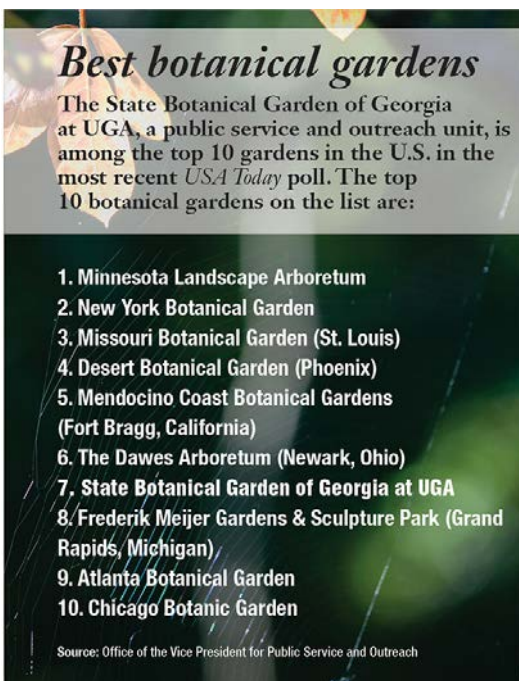 Best botanical gardens
The State Botanical Garden of Georgia
at UGA, a public service and outreach unit, is
among the top 10 gardens in the U.S. in the
most recent USA Today poll. The top
10 botanical gardens on the list are:
1. Minnesota Landscape Arboretum
2. New York Botanical Garden
3. Missouri Botanical Garden (St. Louis)
4. Desert Botanical Garden (Phoenix)
5. Mendocino Coast Botanical Gardens
(Fort Bragg, California)
6. The Dawes Arboretum (Newark, Ohio)
7. State Botanical Garden of Georgia at UGA
8. Frederik Meijer Gardens & Sculpture Park (Grand
Rapids, Michigan)
9. Atlanta Botanical Garden
10. Chicago Botanic Garden
Source: Office of the Vice President for Public Service and Outreach